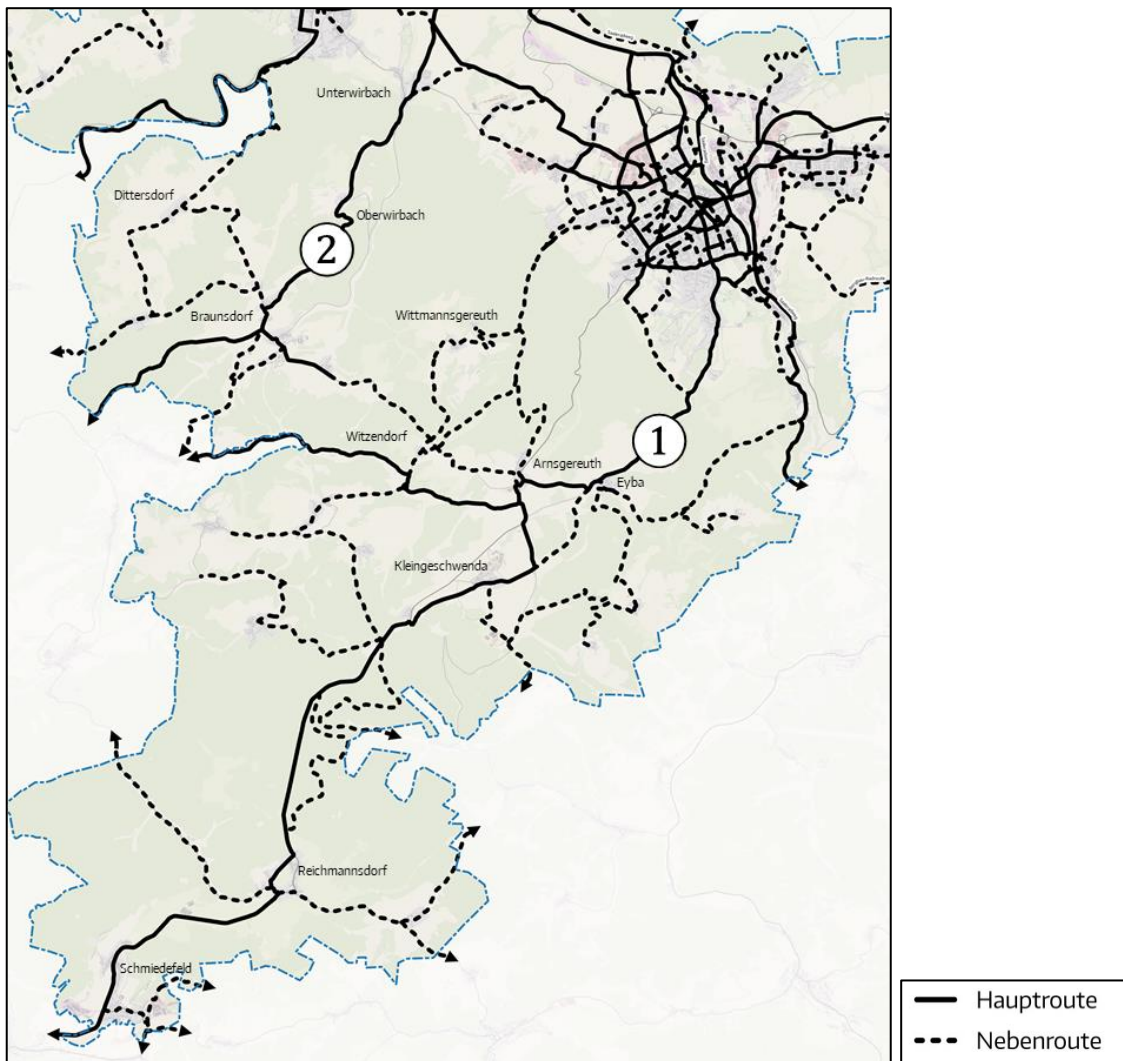 Unterwirbach
Dittersdorf
Oberwirbach
2
Braunsdorf
Wittmannsgereuth
Witzendorf
1
Arnsgereuth
Eyba
Kleingeschwenda
Reichmannsdorf
Schmiedefeld
Hauptroute
Nebenroute